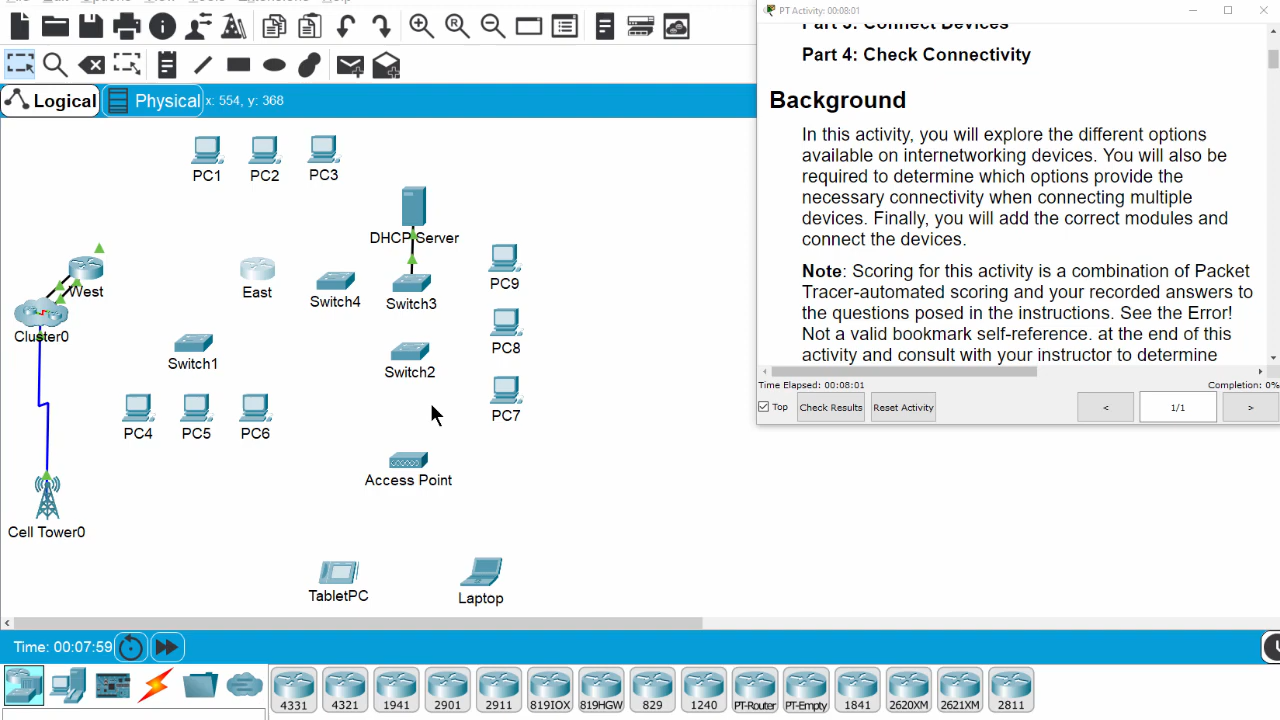 PT Activity: 00:08:01
Part 4: Check Connectivity
Background
In this activity, you will explore the different options
available on internetworking devices. You will also be
required to determine which options provide the
necessary connectivity when connecting multiple
devices. Finally, you will add the correct modules and
connect the devices.
Note: Scoring for this activity is a combination of Packet
Tracer-automated scoring and your recorded answers to
the questions posed in the instructions. See the Error!
Not a valid bookmark self-reference. at the end of this
activity and consult with your instructor to determine
Time Elapsed: 00:08:01
Completion: 0%
Top
Check Results
Reset Activity
<
1/1
>
Logical
Physical
x: 554, y: 368
PC1
PC2
PC3
DHCP Server
PC9
West
East
Switch4
Switch3
Cluster0
PC8
Switch1
Switch2
PC7
PC4
PC5
PC6
Access Point
Cell Tower0
TabletPC
Laptop
Time: 00:07:59
4331
4321
1941
2901
2911
819IOX
819HGW
829
1240
PT-Router
PT-Empty
1841
2620XM
2621XM
2811